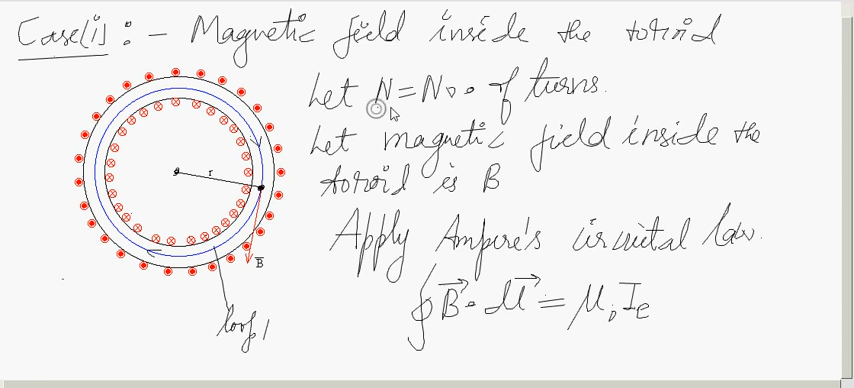 Case(i) :- Magnetic field inside the toroid
Let N = No. of turns.
Let magnetic field inside the
toroid is B
r
Apply Ampire's circuital law.
B
∮B⃗.dl⃗ = μ₀Ie
loop 1